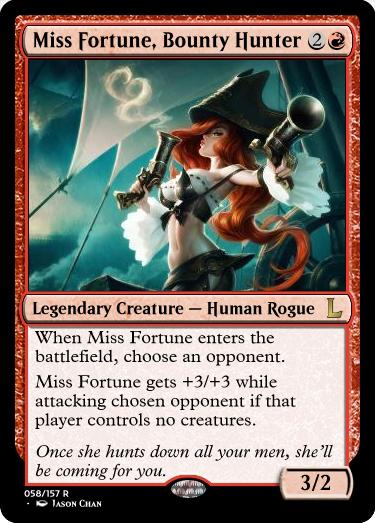 Miss Fortune, Bounty Hunter 2
Legendary Creature — Human Rogue L
When Miss Fortune enters the
battlefield, choose an opponent.
Miss Fortune gets +3/+3 while
attacking chosen opponent if that
player controls no creatures.
Once she hunts down all your men, she'll
be coming for you.
3/2
058/157 R
· Jason Chan